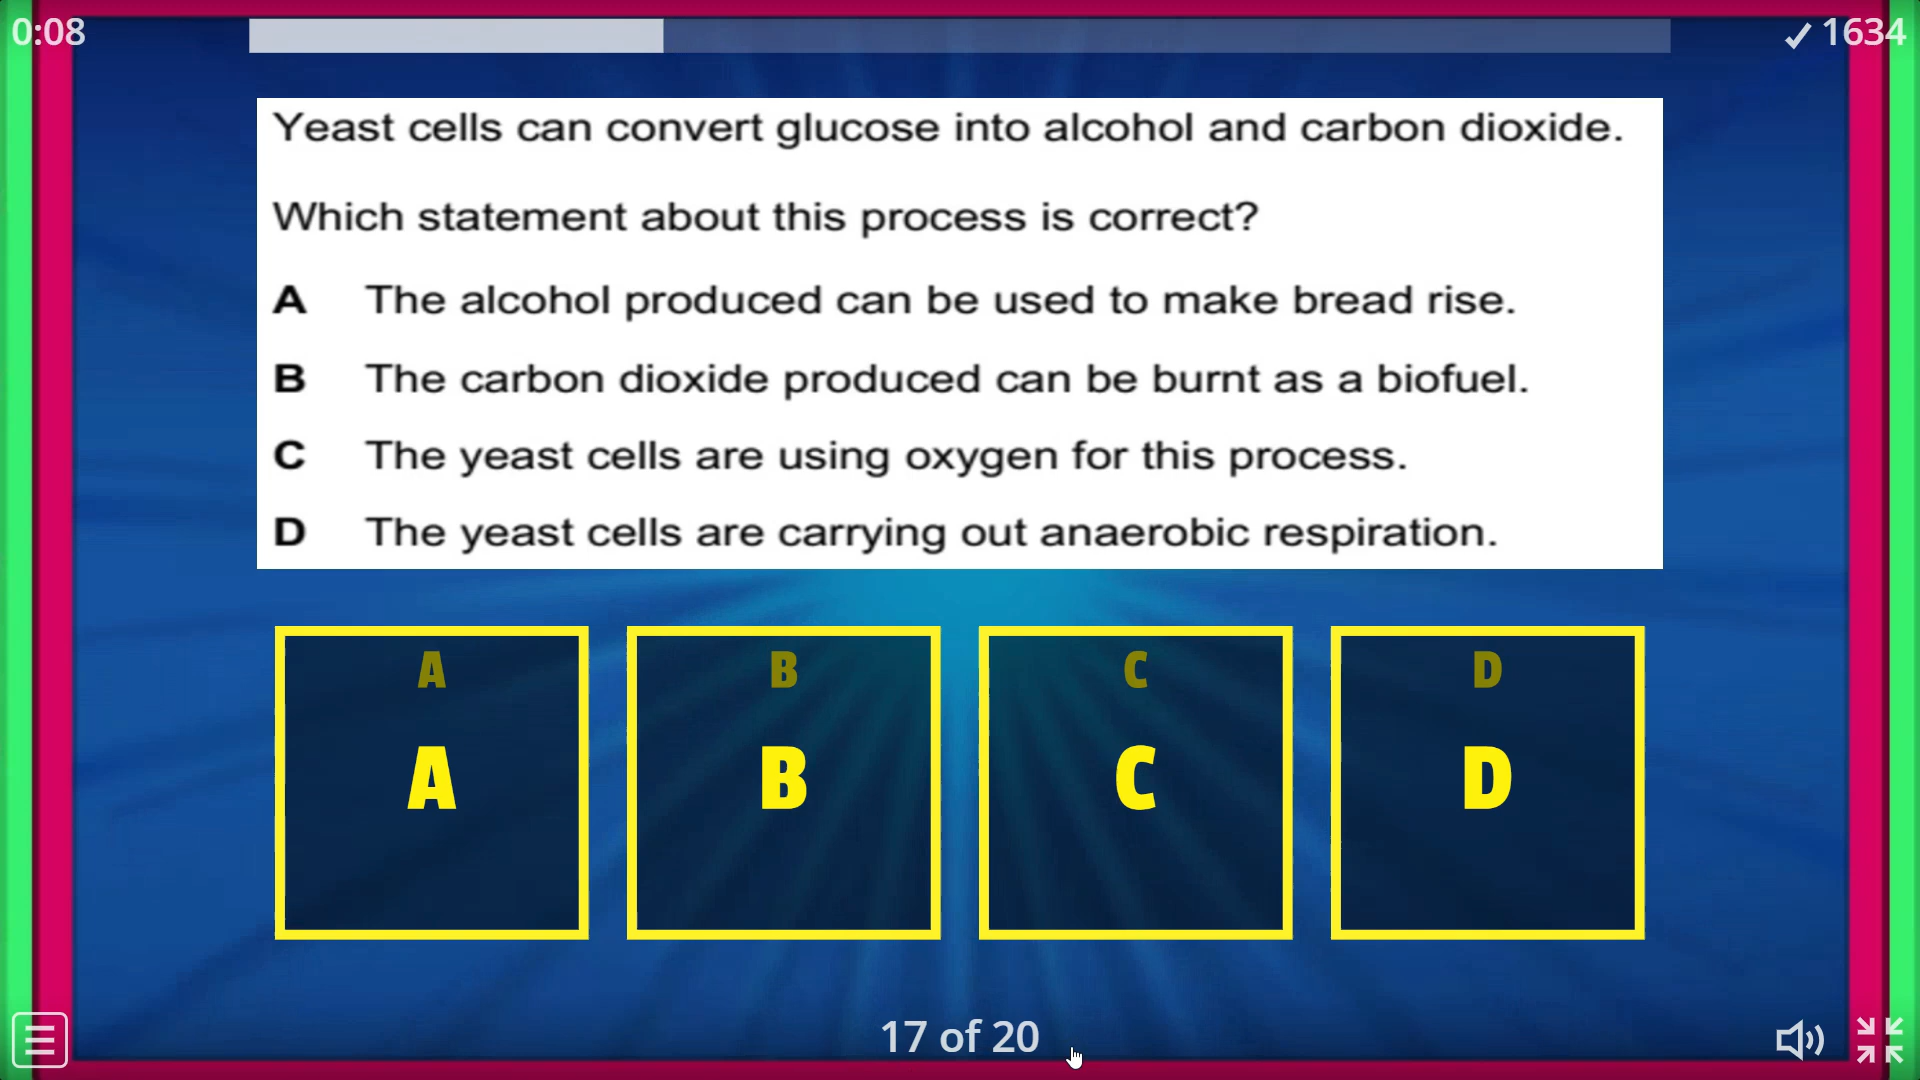 0:08
1634
Yeast cells can convert glucose into alcohol and carbon dioxide.
Which statement about this process is correct?
A The alcohol produced can be used to make bread rise.
B The carbon dioxide produced can be burnt as a biofuel.
C The yeast cells are using oxygen for this process.
D The yeast cells are carrying out anaerobic respiration.
A B C D
A B C D
17 of 20